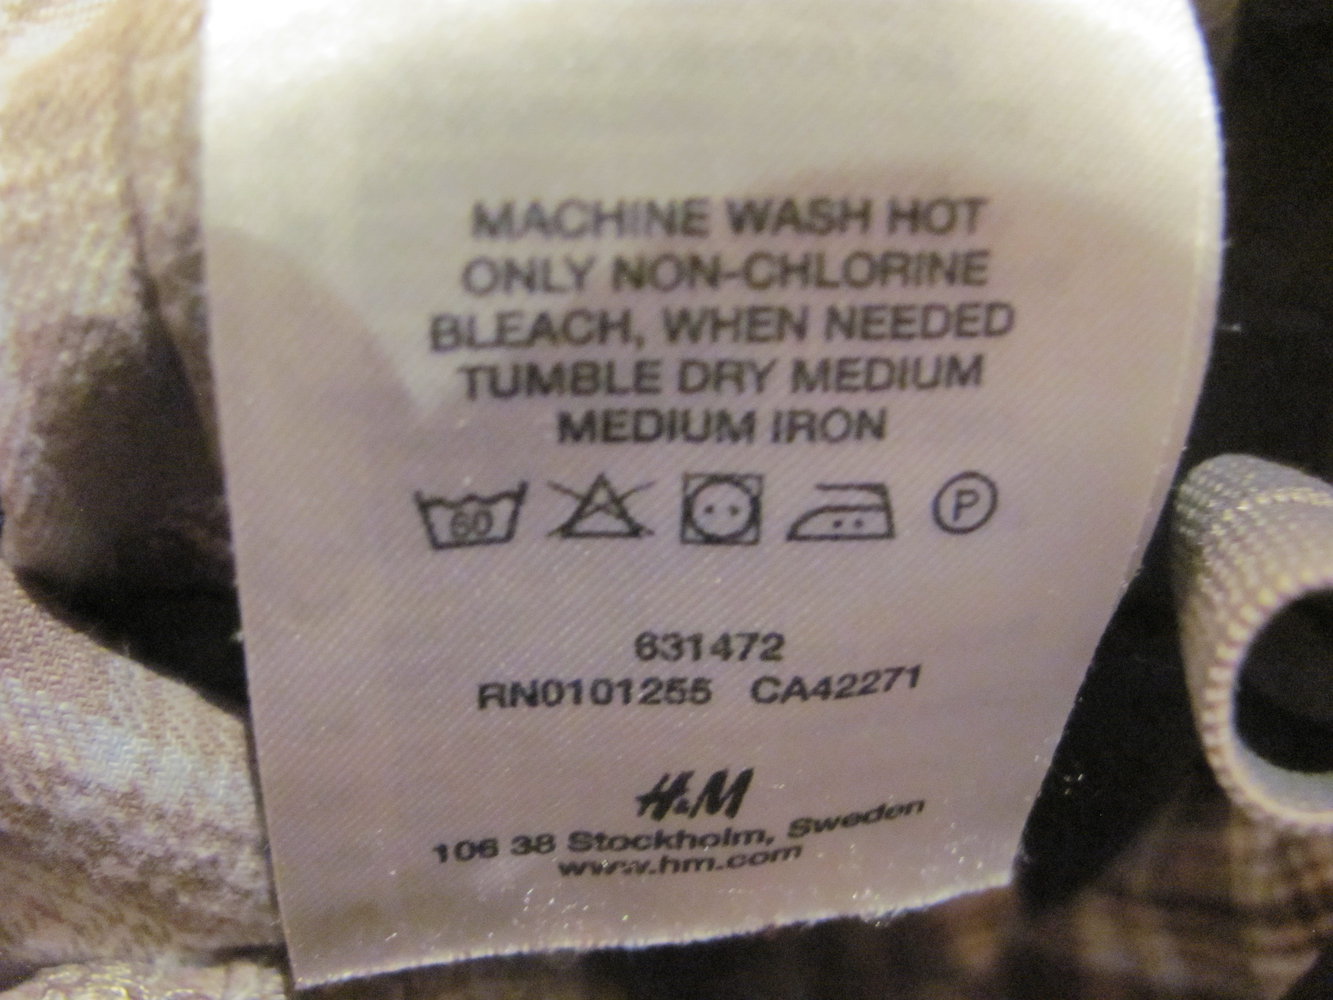 MACHINE WASH HOT
ONLY NON-CHLORINE
BLEACH, WHEN NEEDED
TUMBLE DRY MEDIUM
MEDIUM IRON
60 P
631472
RN0101255 CA42271
H&M
106 38 Stockholm, Sweden
www.hm.com